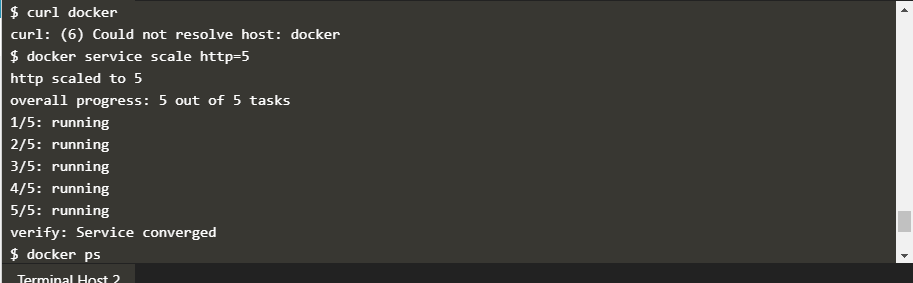 $ curl docker
curl: (6) Could not resolve host: docker
$ docker service scale http=5
http scaled to 5
overall progress: 5 out of 5 tasks
1/5: running
2/5: running
3/5: running
4/5: running
5/5: running
verify: Service converged
$ docker ps
Terminal Host 2